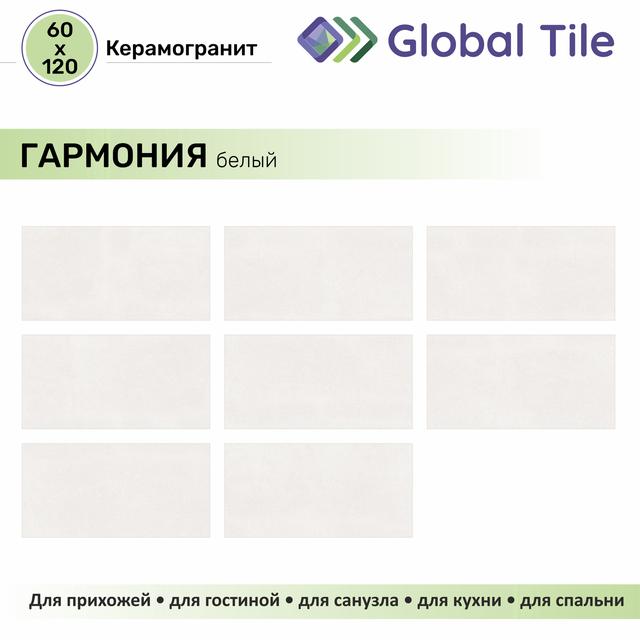 60
х
120
Керамогранит
Global Tile
ГАРМОНИЯ белый
Для прихожей • для гостиной • для санузла • для кухни • для спальни